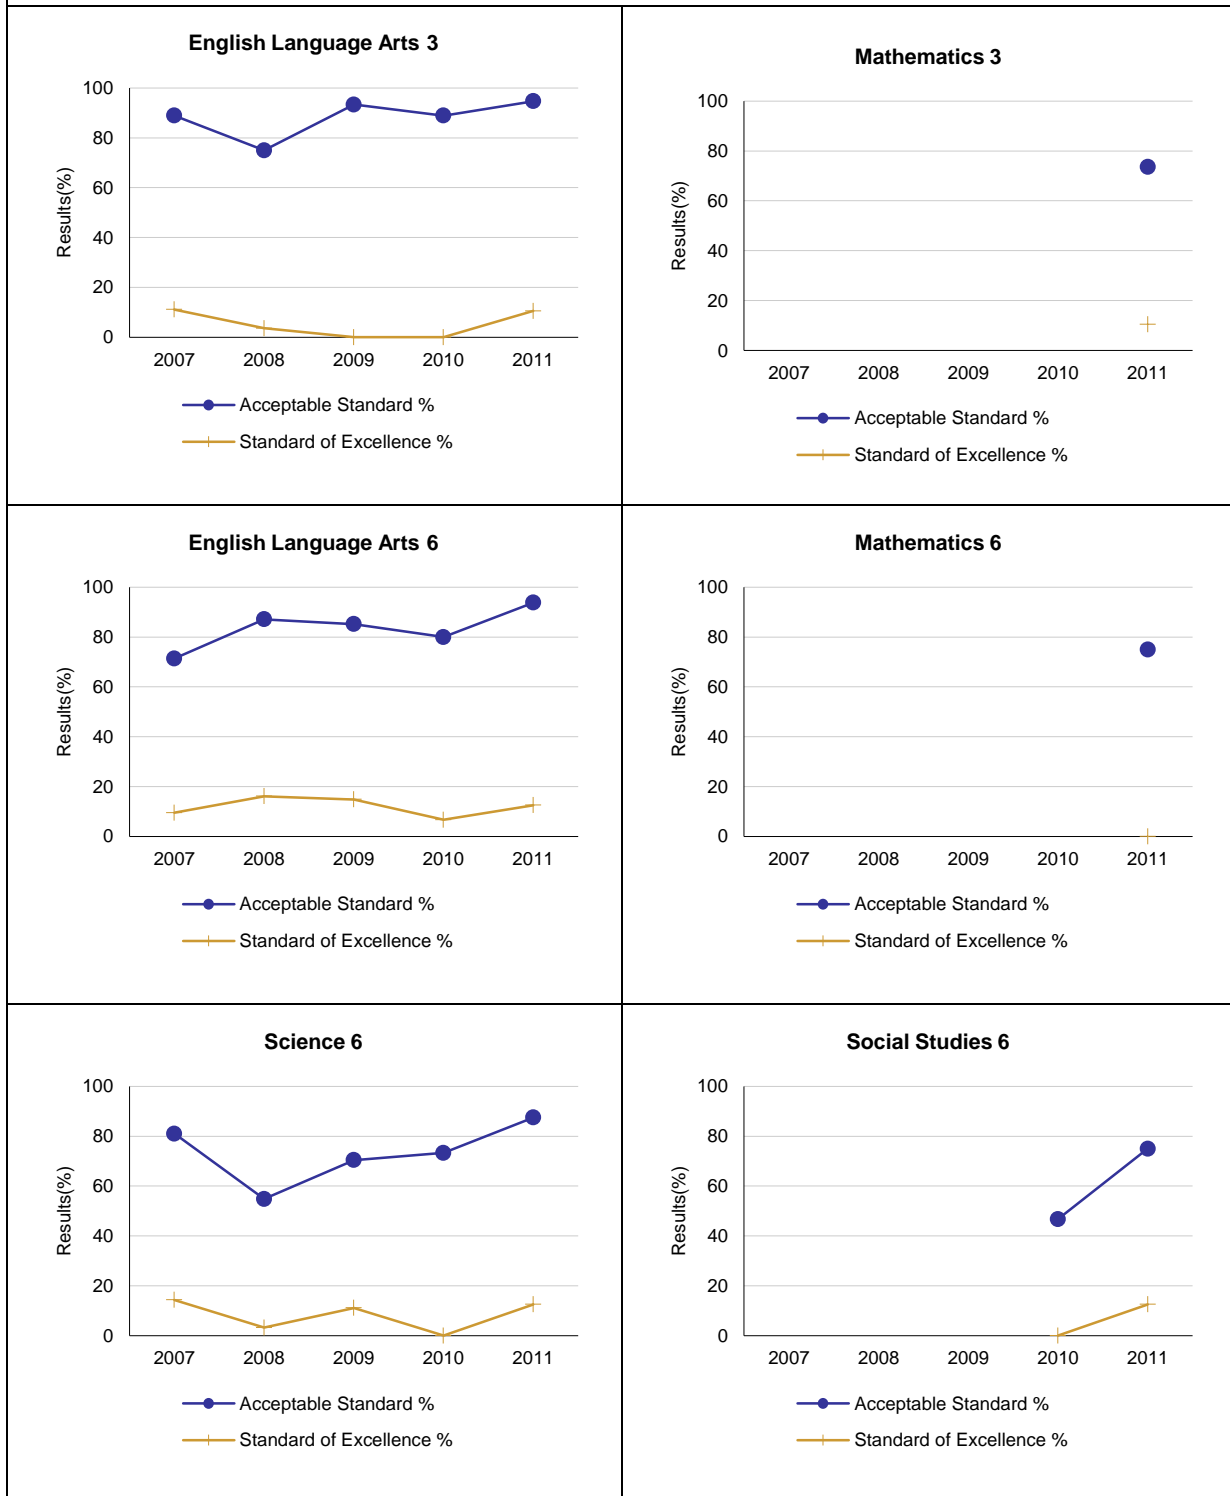 English Language Arts 3
100
80
60
40
20
0
Results(%)
2007 2008 2009 2010 2011
Acceptable Standard %
Standard of Excellence %
Mathematics 3
100
80
60
40
20
0
Results(%)
2007 2008 2009 2010 2011
Acceptable Standard %
Standard of Excellence %
English Language Arts 6
100
80
60
40
20
0
Results(%)
2007 2008 2009 2010 2011
Acceptable Standard %
Standard of Excellence %
Mathematics 6
100
80
60
40
20
0
Results(%)
2007 2008 2009 2010 2011
Acceptable Standard %
Standard of Excellence %
Science 6
100
80
60
40
20
0
Results(%)
2007 2008 2009 2010 2011
Acceptable Standard %
Standard of Excellence %
Social Studies 6
100
80
60
40
20
0
Results(%)
2007 2008 2009 2010 2011
Acceptable Standard %
Standard of Excellence %